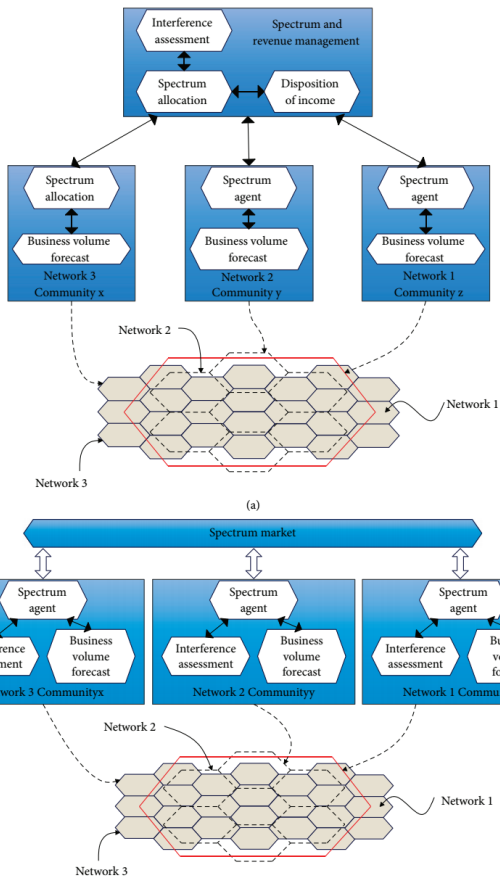 Interference
assessment
Spectrum and
revenue management
Spectrum
allocation
Disposition
of income
Spectrum
allocation
Business volume
forecast
Network 3
Community x
Spectrum
agent
Business volume
forecast
Network 2
Community y
Spectrum
agent
Business volume
forecast
Network 1
Community z
Network 2
Network 1
Network 3
(a)
Spectrum market
Spectrum
agent
Business
volume
forecast
3 Communityx
Spectrum
agent
Interference
assessment
Business
volume
forecast
Network 2 Communityy
Spectrum
agent
Interference
assessment
Network 1
Network 2
Network 1
Network 3